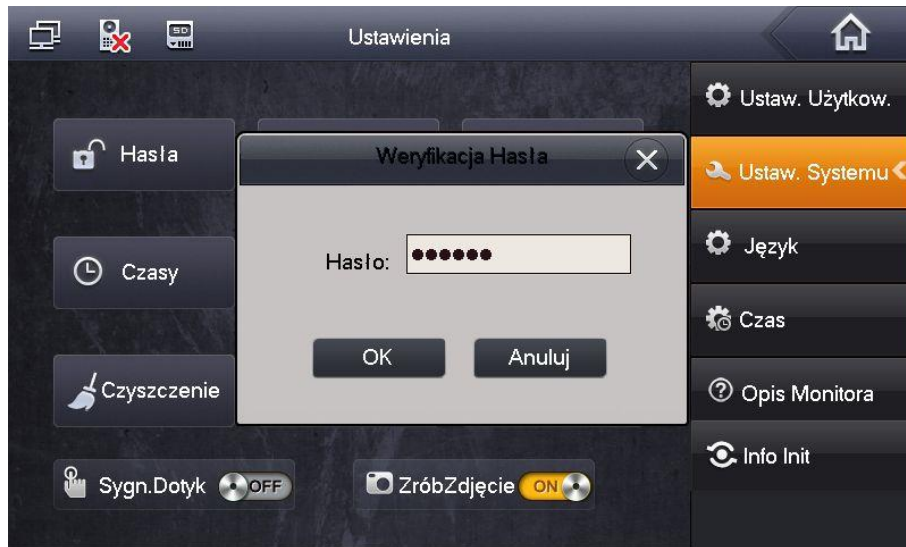 SD
Ustawienia
Ustaw. Użytkow.
Hasła
Weryfikacja Hasła
Ustaw. Systemu
Hasło: ●●●●●●
Język
Czasy
Czas
OK
Anuluj
Czyszczenie
Opis Monitora
Info Init
Sygn.Dotyk OFF
ZróbZdjęcie ON